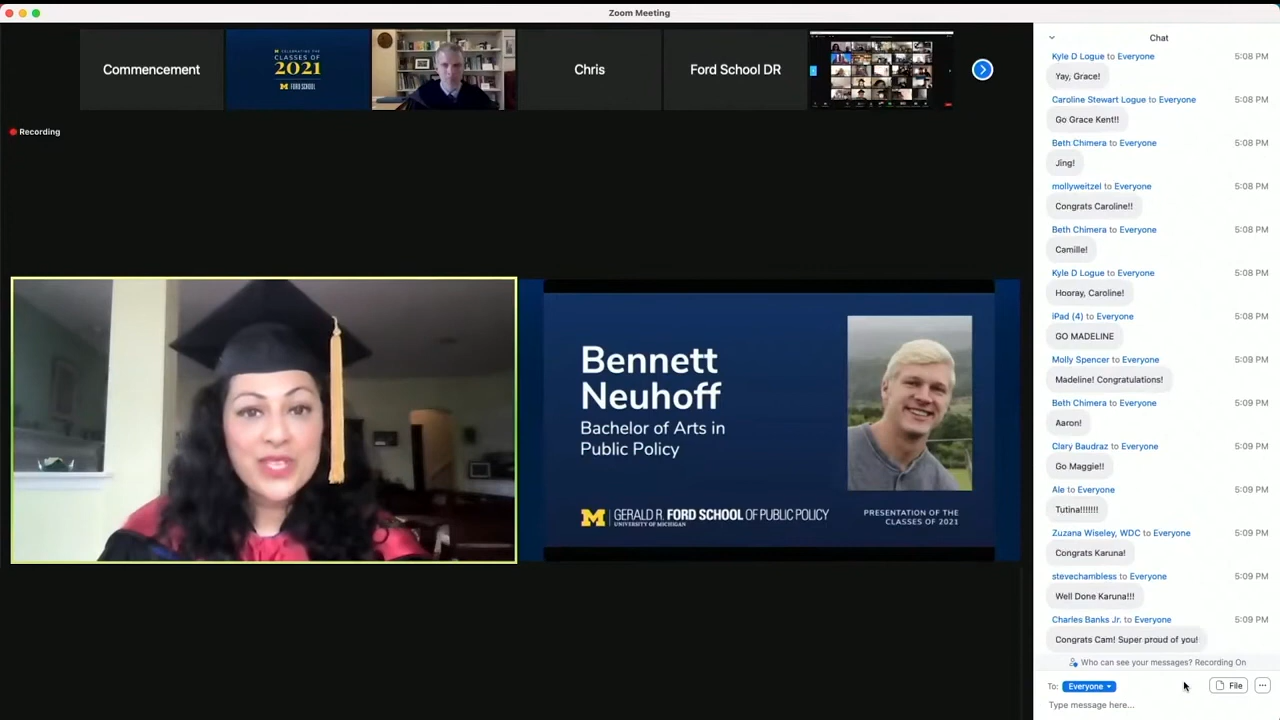 Zoom Meeting
Commencement
CELEBRATING THE
CLASSES OF
2021
M FORD SCHOOL
Chris
Ford School DR
Recording
Bennett
Neuhoff
Bachelor of Arts in
Public Policy
M GERALD R. FORD SCHOOL OF PUBLIC POLICY
UNIVERSITY OF MICHIGAN
PRESENTATION OF THE
CLASSES OF 2021
Chat
Kyle D Logue to Everyone 5:08 PM
Yay, Grace!
Caroline Stewart Logue to Everyone 5:08 PM
Go Grace Kent!!
Beth Chimera to Everyone 5:08 PM
Jing!
mollyweitzel to Everyone 5:08 PM
Congrats Caroline!!
Beth Chimera to Everyone 5:08 PM
Camille!
Kyle D Logue to Everyone 5:08 PM
Hooray, Caroline!
iPad (4) to Everyone 5:08 PM
GO MADELINE
Molly Spencer to Everyone 5:09 PM
Madeline! Congratulations!
Beth Chimera to Everyone 5:09 PM
Aaron!
Clary Baudraz to Everyone 5:09 PM
Go Maggie!!
Ale to Everyone 5:09 PM
Tutina!!!!!!!
Zuzana Wiseley, WDC to Everyone 5:09 PM
Congrats Karuna!
stevechambless to Everyone 5:09 PM
Well Done Karuna!!!
Charles Banks Jr. to Everyone 5:09 PM
Congrats Cam! Super proud of you!
Who can see your messages? Recording On
To: Everyone File ...
Type message here...